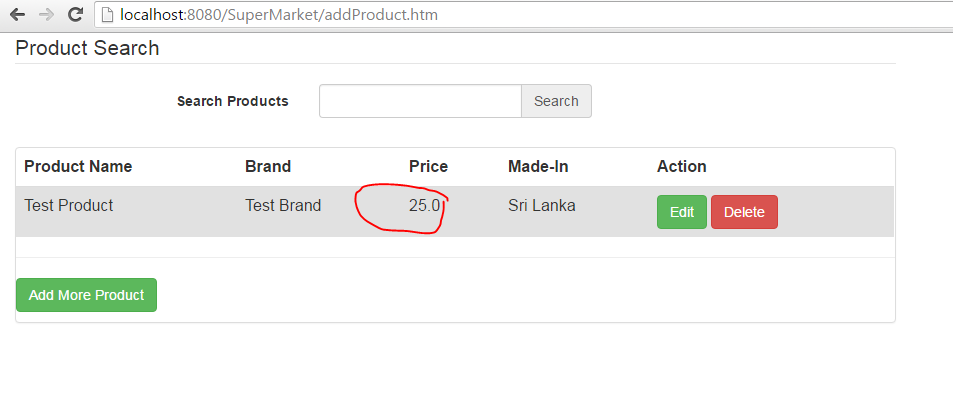 localhost:8080/SuperMarket/addProduct.htm
Product Search
Search Products Search
Product Name Brand Price Made-In Action
Test Product Test Brand 25.0 Sri Lanka Edit Delete
Add More Product